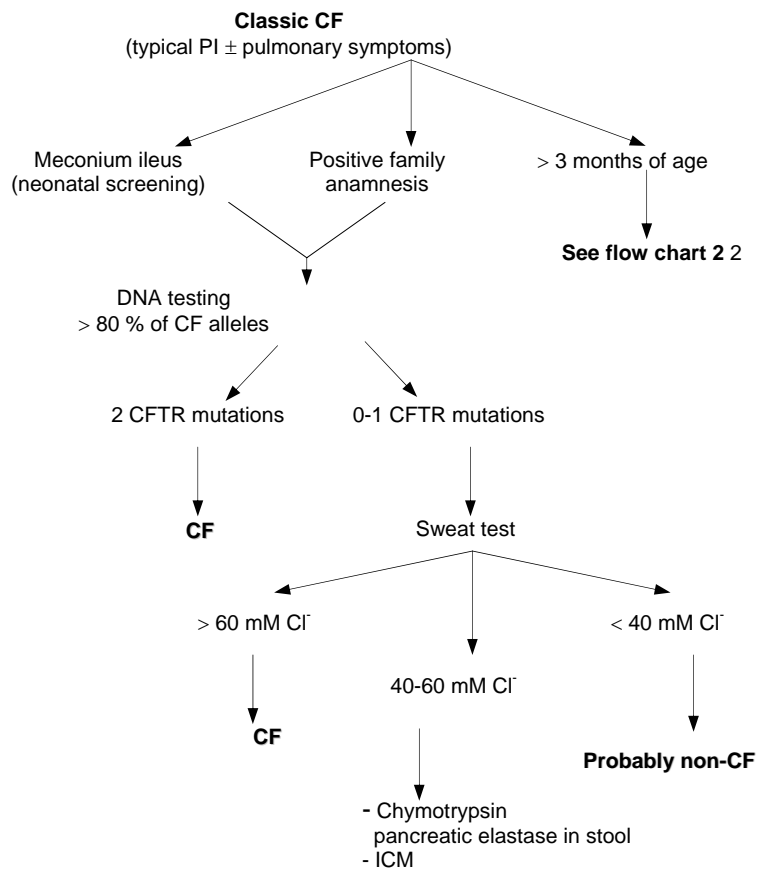 Classic CF
(typical PI ± pulmonary symptoms)
Meconium ileus
(neonatal screening)
Positive family
anamnesis
> 3 months of age
See flow chart 2 2
DNA testing
> 80 % of CF alleles
2 CFTR mutations
0-1 CFTR mutations
CF
Sweat test
> 60 mM Cl⁻
< 40 mM Cl⁻
40-60 mM Cl⁻
CF
Probably non-CF
- Chymotrypsin
pancreatic elastase in stool
- ICM